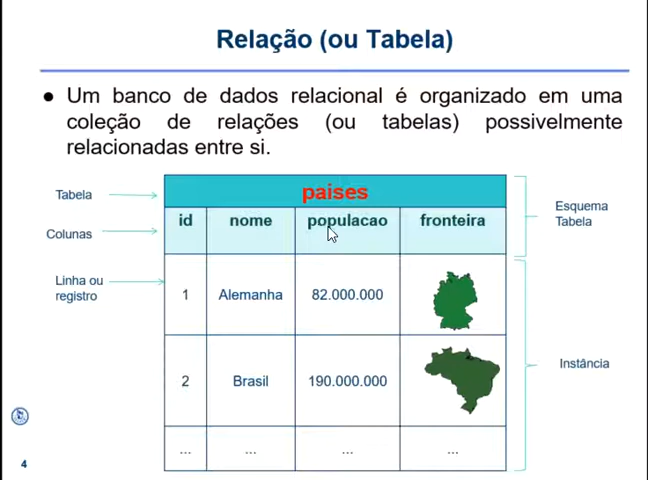 Relação (ou Tabela)
● Um banco de dados relacional é organizado em uma
coleção de relações (ou tabelas) possivelmente
relacionadas entre si.
Tabela
paises
Esquema
Tabela
Colunas
id nome populacao fronteira
Linha ou
registro
1 Alemanha 82.000.000
Instância
2 Brasil 190.000.000
... ... ... ...
4